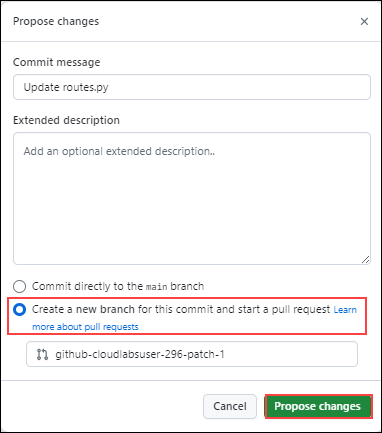 Propose changes
Commit message
Update routes.py
Extended description
Add an optional extended description..
Commit directly to the main branch
Create a new branch for this commit and start a pull request Learn
more about pull requests
github-cloudlabsuser-296-patch-1
Cancel Propose changes